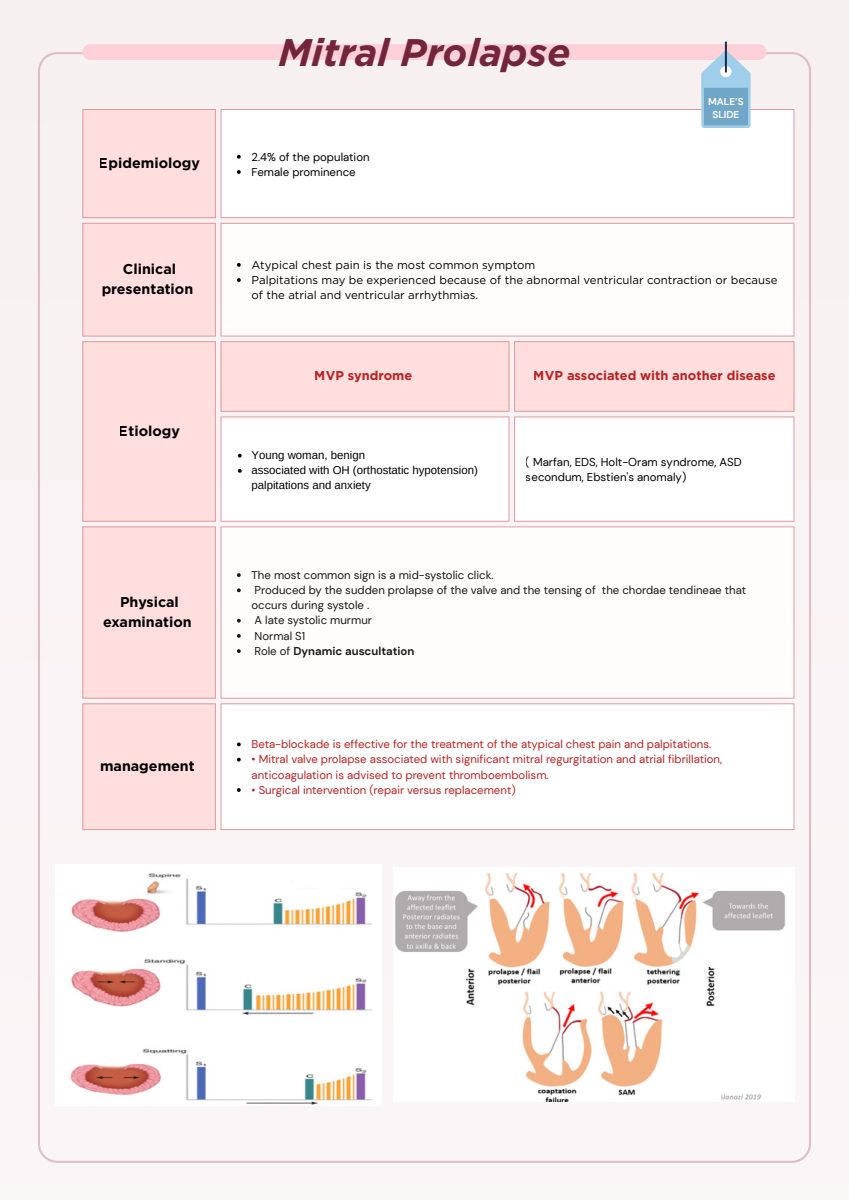 Mitral Prolapse
MALE'S
SLIDE
Epidemiology
• 2.4% of the population
• Female prominence
Clinical
presentation
• Atypical chest pain is the most common symptom
• Palpitations may be experienced because of the abnormal ventricular contraction or because
of the atrial and ventricular arrhythmias.
Etiology
MVP syndrome
MVP associated with another disease
• Young woman, benign
• associated with OH (orthostatic hypotension)
palpitations and anxiety
( Marfan, EDS, Holt-Oram syndrome, ASD
secondum, Ebstien's anomaly)
Physical
examination
• The most common sign is a mid-systolic click.
• Produced by the sudden prolapse of the valve and the tensing of the chordae tendineae that
occurs during systole .
• A late systolic murmur
• Normal S1
• Role of Dynamic auscultation
management
• Beta-blockade is effective for the treatment of the atypical chest pain and palpitations.
• • Mitral valve prolapse associated with significant mitral regurgitation and atrial fibrillation,
anticoagulation is advised to prevent thromboembolism.
• • Surgical intervention (repair versus replacement)
Supine
S₁
C
S₂
Standing
S₁
C
S₂
Squatting
S₁
C
S₂
Away from the
affected leaflet
Posterior radiates
to the base and
anterior radiates
to axilla & back
Towards the
affected leaflet
Anterior
prolapse / flail
posterior
prolapse / flail
anterior
tethering
posterior
Posterior
coaptation
failure
SAM
2019